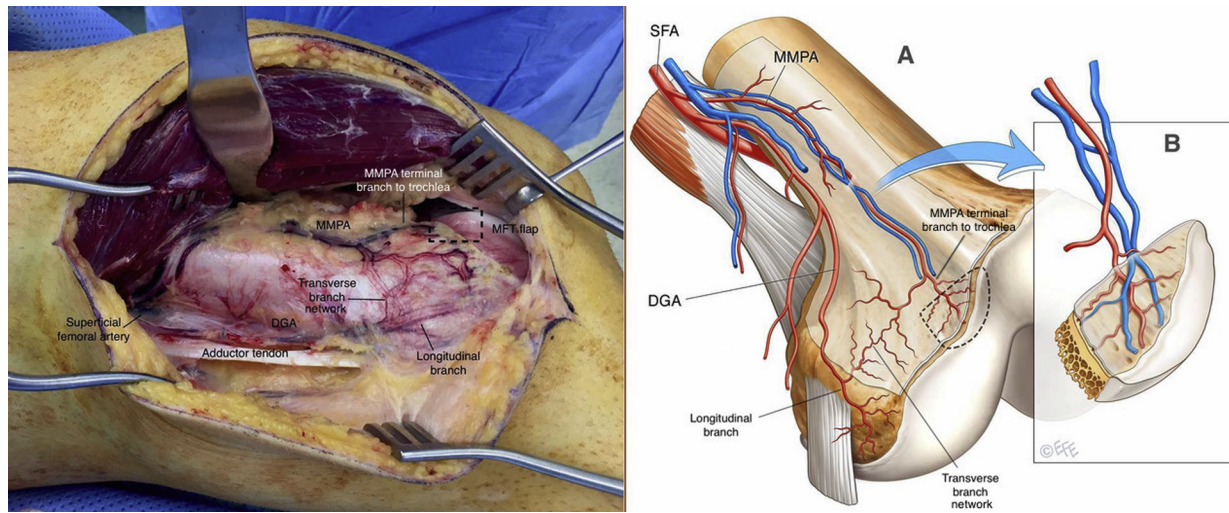 MMPA terminal
branch to trochlea
MMPA
MFT flap
Transverse
branch
network
Superficial
femoral artery
DGA
Adductor tendon
Longitudinal
branch
SFA
MMPA
A
MMPA terminal
branch to trochlea
DGA
Longitudinal
branch
Transverse
branch
network
B
©EFE